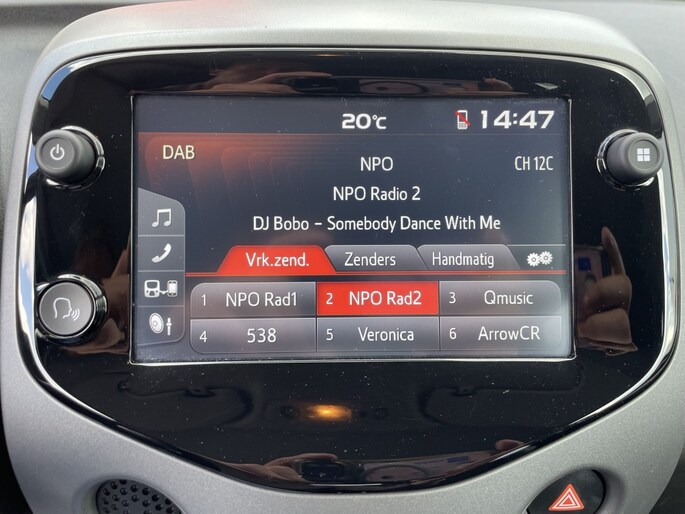 20°C 14:47
DAB NPO CH 12C
NPO Radio 2
DJ Bobo - Somebody Dance With Me
Vrk.zend. Zenders Handmatig
1 NPO Rad1 2 NPO Rad2 3 Qmusic
4 538 5 Veronica 6 ArrowCR